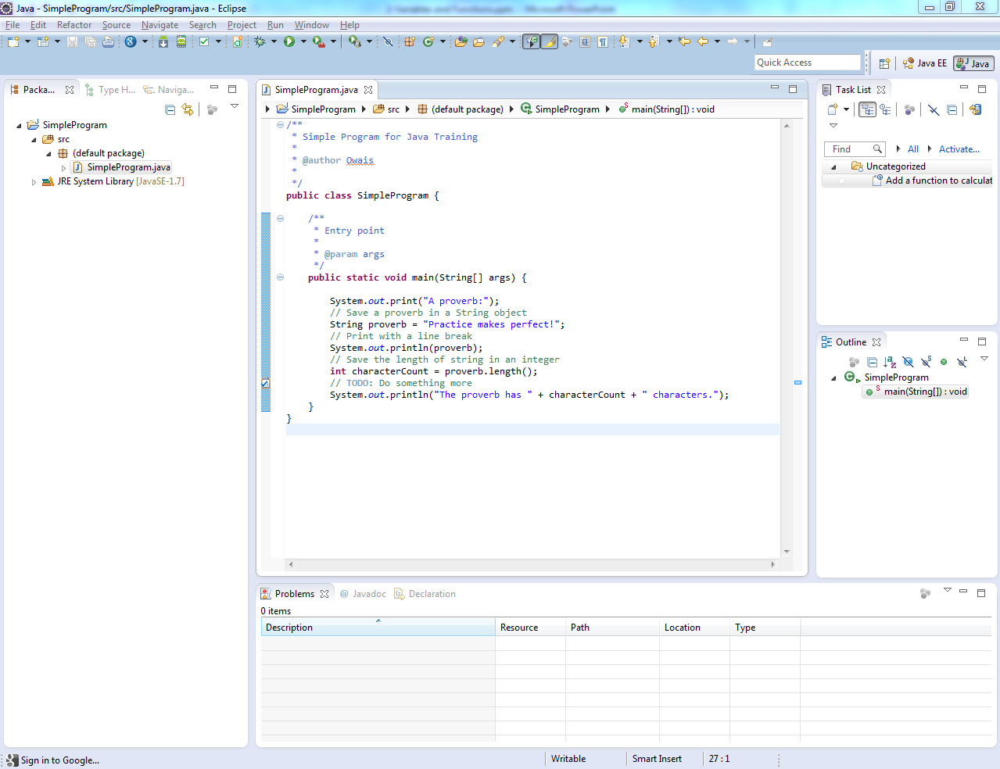 Java - SimpleProgram/src/SimpleProgram.java - Eclipse
File Edit Refactor Source Navigate Search Project Run Window Help
Quick Access
Java EE
Java
Packa...
Type H...
Naviga...
SimpleProgram
src
(default package)
SimpleProgram.java
JRE System Library [JavaSE-1.7]
SimpleProgram.java
SimpleProgram src (default package) SimpleProgram main(String[]) : void
/**
 * Simple Program for Java Training
 *
 * @author Owais
 *
 */
public class SimpleProgram {
    /**
     * Entry point
     *
     * @param args
     */
    public static void main(String[] args) {
        System.out.print("A proverb:");
        // Save a proverb in a String object
        String proverb = "Practice makes perfect!";
        // Print with a line break
        System.out.println(proverb);
        // Save the length of string in an integer
        int characterCount = proverb.length();
        // TODO: Do something more
        System.out.println("The proverb has " + characterCount + " characters.");
    }
}
Task List
Find All Activate...
Uncategorized
Add a function to calculat
Outline
SimpleProgram
main(String[]) : void
Problems @ Javadoc Declaration
0 items
Description Resource Path Location Type
Sign in to Google...
Writable Smart Insert 27 : 1